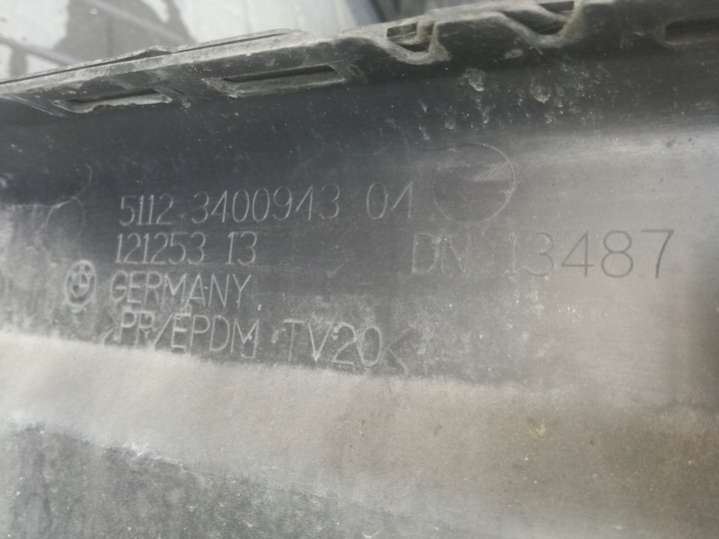 5112 3400943 04
121253 13
DN 13487
GERMANY
>PP/EPDM TV20<